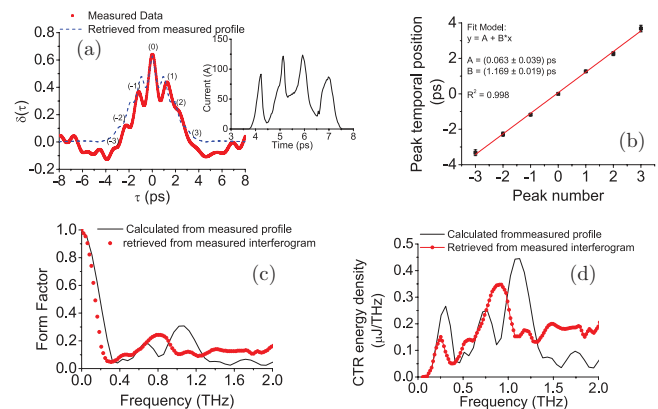 Measured Data
Retrieved from measured profile
(a)
(0)
(-1)
(1)
(-2)
(2)
(-3)
(3)
δ(τ)
0.8
0.6
0.4
0.2
0.0
-0.2
-8 -6 -4 -2 0 2 4 6 8
τ (ps)
Current (A)
150
100
50
0
3 4 5 6 7 8
Time (ps)
Fit Model:
y = A + B*x
A = (0.063 ± 0.039) ps
B = (1.169 ± 0.019) ps
R² = 0.998
(b)
Peak temporal position
(ps)
4
2
0
-2
-4
-3 -2 -1 0 1 2 3
Peak number
Calculated from measured profile
retrieved from measured interferogram
(c)
Form Factor
1.0
0.8
0.6
0.4
0.2
0.0
0.0 0.4 0.8 1.2 1.6 2.0
Frequency (THz)
Calculated frommeasured profile
Retrieved from measured interferogram
(d)
CTR energy density
(μJ/THz)
0.5
0.4
0.3
0.2
0.1
0.0
0.0 0.5 1.0 1.5 2.0
Frequency (THz)